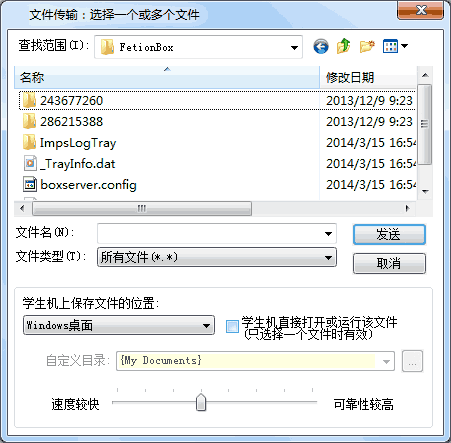 文件传输：选择一个或多个文件
查找范围(I): FetionBox
名称 修改日期
243677260 2013/12/9 9:23
286215388 2013/12/9 9:23
ImpsLogTray 2014/3/15 16:54
_TrayInfo.dat 2014/3/15 16:54
boxserver.config 2014/3/15 16:54
文件名(N): 发送
文件类型(T): 所有文件(*.*) 取消
学生机上保存文件的位置:
Windows桌面 学生机直接打开或运行该文件
(只选择一个文件时有效)
自定义目录: {My Documents} ...
速度较快 可靠性较高